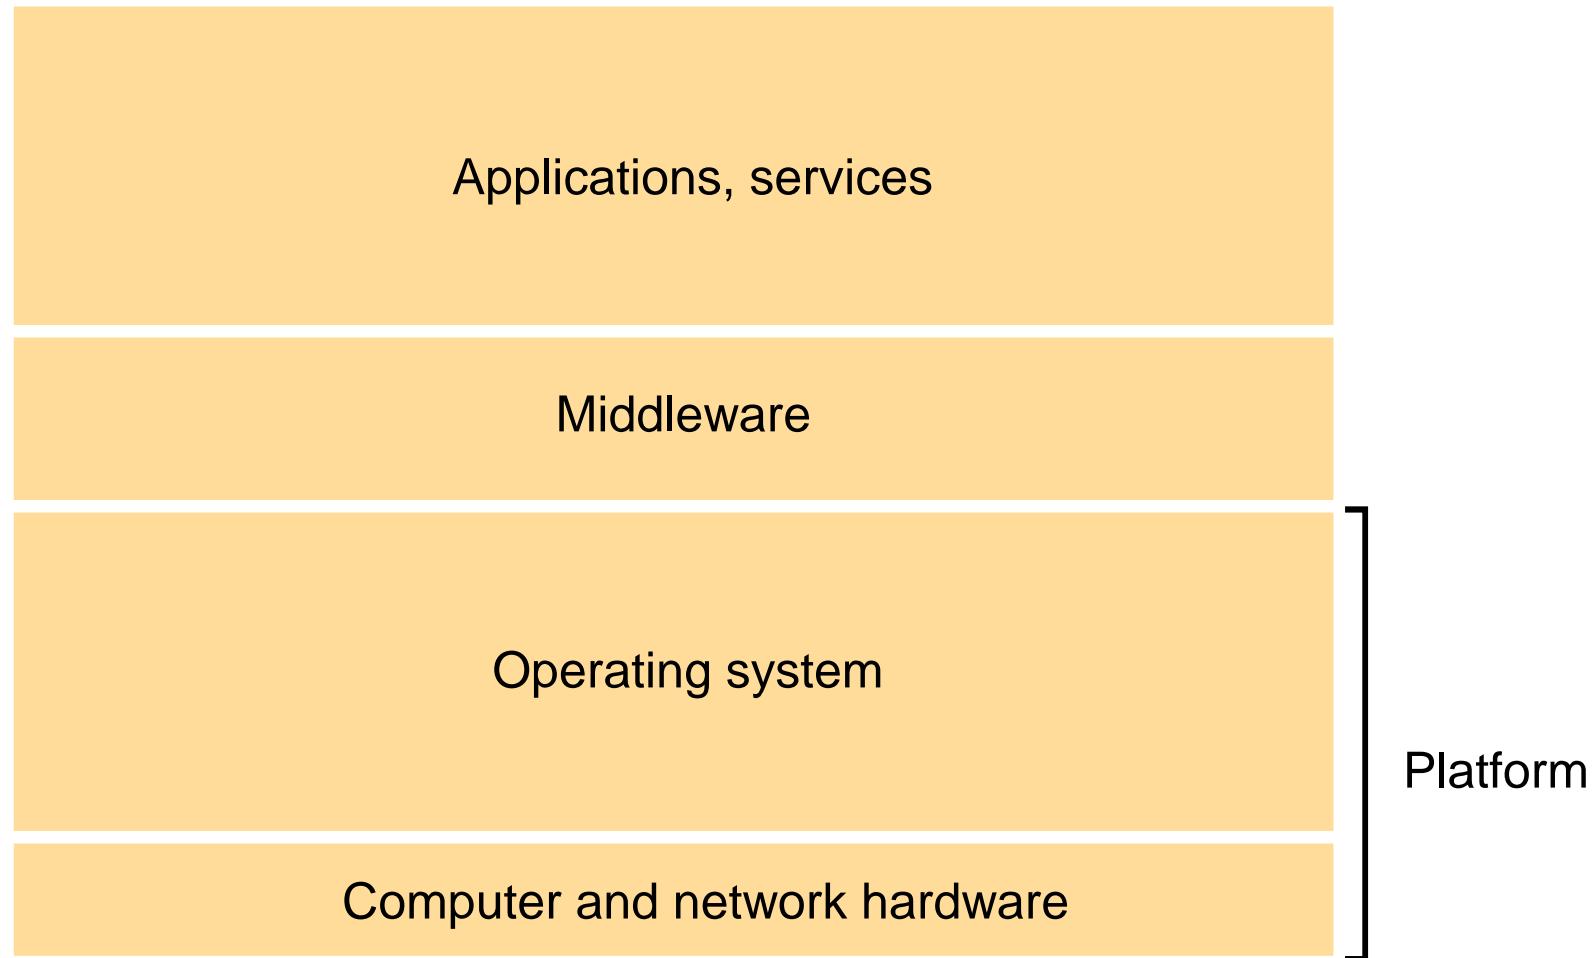 Applications, services
Middleware
Operating system
Platform
Computer and network hardware